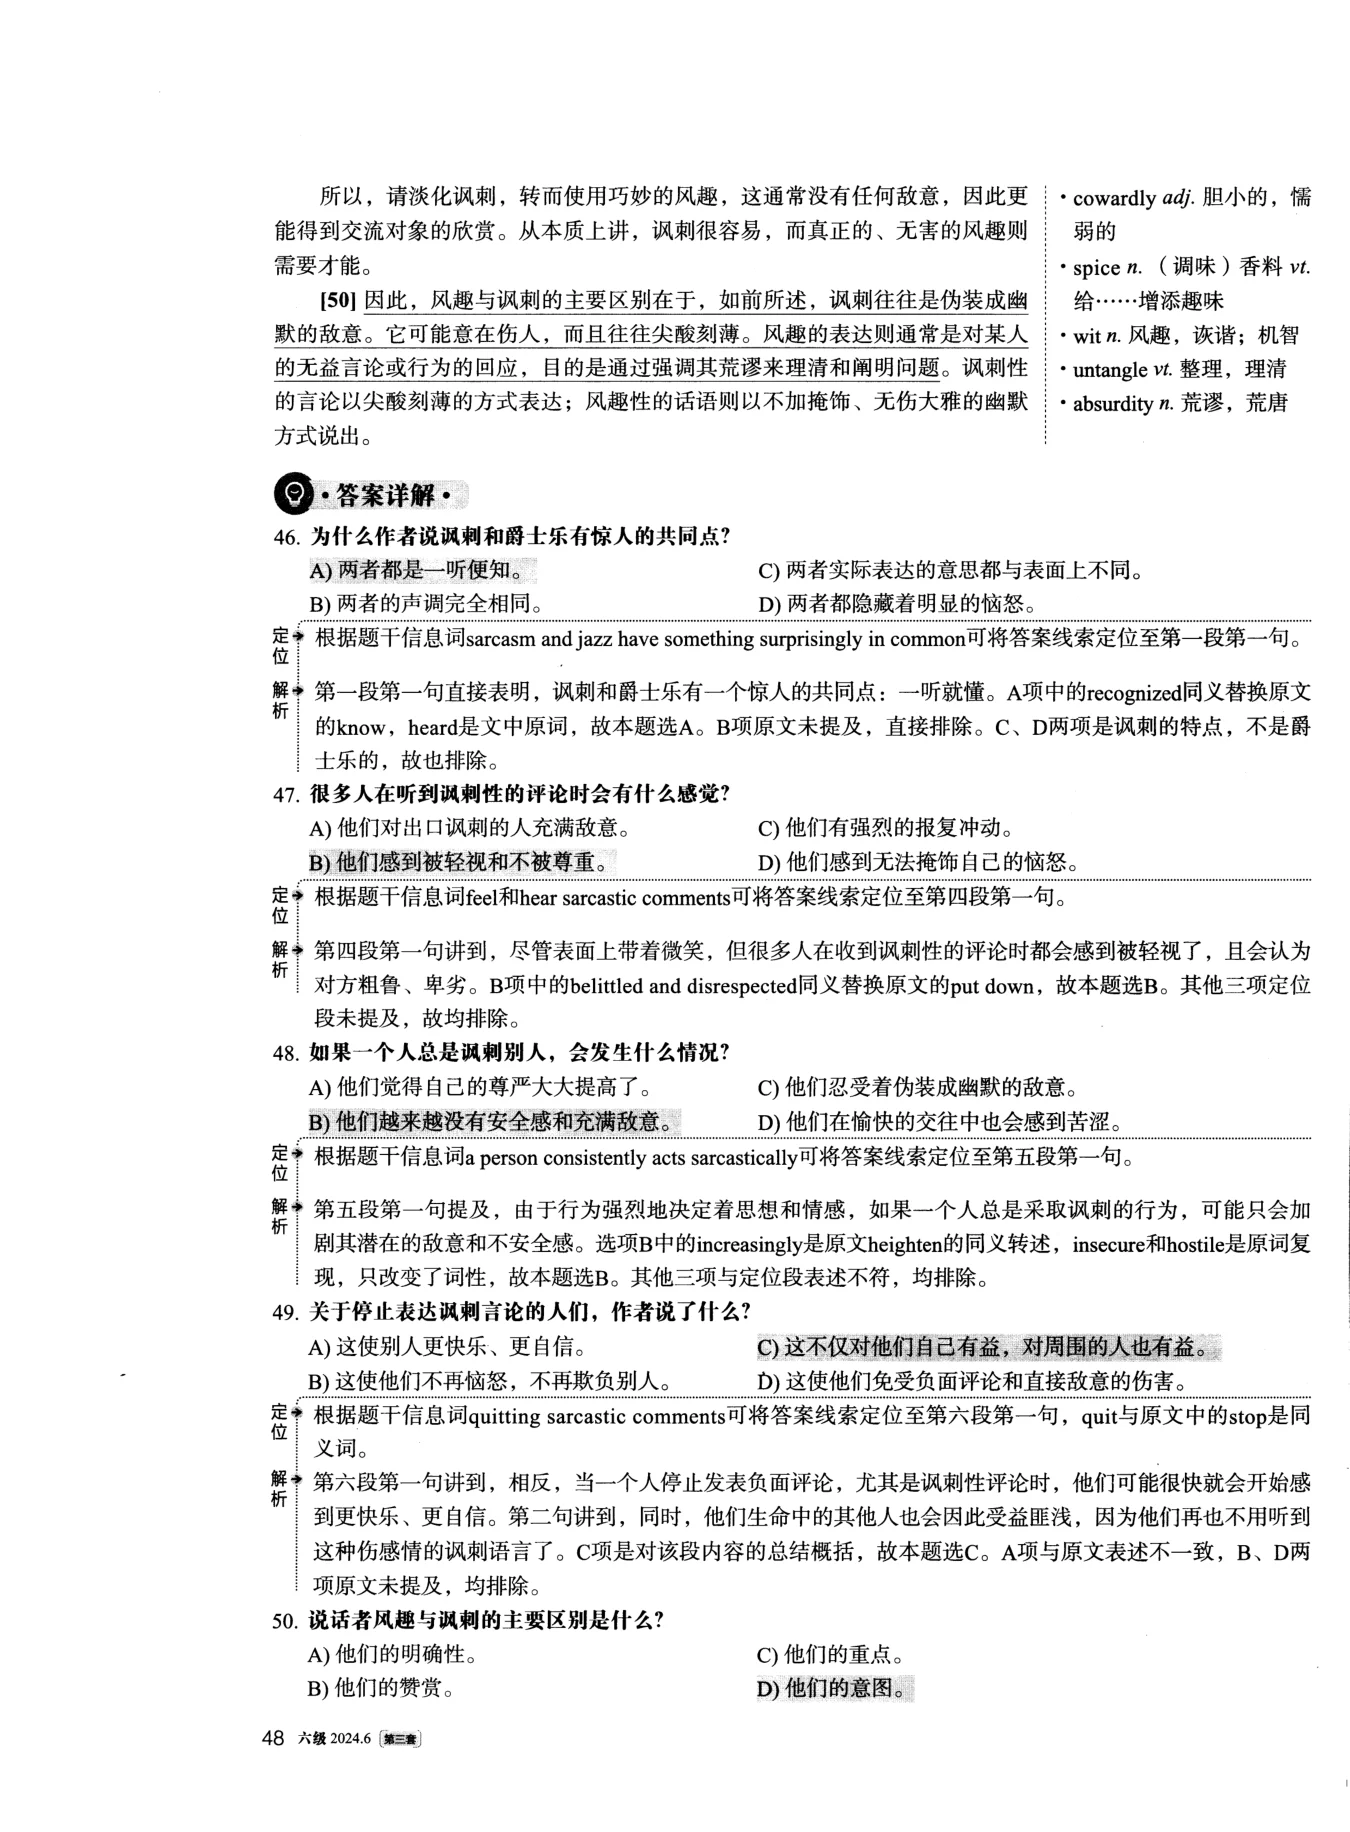 所以，请淡化讽刺，转而使用巧妙的风趣，这通常没有任何敌意，因此更
能得到交流对象的欣赏。从本质上讲，讽刺很容易，而真正的、无害的风趣则
需要才能。
[50] 因此，风趣与讽刺的主要区别在于，如前所述，讽刺往往是伪装成幽
默的敌意。它可能意在伤人，而且往往尖酸刻薄。风趣的表达则通常是对某人
的无益言论或行为的回应，目的是通过强调其荒谬来理清和阐明问题。讽刺性
的言论以尖酸刻薄的方式表达；风趣性的话语则以不加掩饰、无伤大雅的幽默
方式说出。
· cowardly adj. 胆小的，懦
弱的
· spice n. （调味）香料 vt.
给……增添趣味
· wit n. 风趣，诙谐；机智
· untangle vt. 整理，理清
· absurdity n. 荒谬，荒唐
·答案详解·
46. 为什么作者说讽刺和爵士乐有惊人的共同点？
A) 两者都是一听便知。
C) 两者实际表达的意思都与表面上不同。
B) 两者的声调完全相同。
D) 两者都隐藏着明显的恼怒。
定位 根据题干信息词sarcasm and jazz have something surprisingly in common可将答案线索定位至第一段第一句。
解析 第一段第一句直接表明，讽刺和爵士乐有一个惊人的共同点：一听就懂。A项中的recognized同义替换原文
的know，heard是文中原词，故本题选A。B项原文未提及，直接排除。C、D两项是讽刺的特点，不是爵
士乐的，故也排除。
47. 很多人在听到讽刺性的评论时会有什么感觉？
A) 他们对出口讽刺的人充满敌意。
C) 他们有强烈的报复冲动。
B) 他们感到被轻视和不被尊重。
D) 他们感到无法掩饰自己的恼怒。
定位 根据题干信息词feel和hear sarcastic comments可将答案线索定位至第四段第一句。
解析 第四段第一句讲到，尽管表面上带着微笑，但很多人在收到讽刺性的评论时都会感到被轻视了，且会认为
对方粗鲁、卑劣。B项中的belittled and disrespected同义替换原文的put down，故本题选B。其他三项定位
段未提及，故均排除。
48. 如果一个人总是讽刺别人，会发生什么情况？
A) 他们觉得自己的尊严大大提高了。
C) 他们忍受着伪装成幽默的敌意。
B) 他们越来越没有安全感和充满敌意。
D) 他们在愉快的交往中也会感到苦涩。
定位 根据题干信息词a person consistently acts sarcastically可将答案线索定位至第五段第一句。
解析 第五段第一句提及，由于行为强烈地决定着思想和情感，如果一个人总是采取讽刺的行为，可能只会加
剧其潜在的敌意和不安全感。选项B中的increasingly是原文heighten的同义转述，insecure和hostile是原词复
现，只改变了词性，故本题选B。其他三项与定位段表述不符，均排除。
49. 关于停止表达讽刺言论的人们，作者说了什么？
A) 这使别人更快乐、更自信。
C) 这不仅对他们自己有益，对周围的人也有益。
B) 这使他们不再恼怒，不再欺负别人。
D) 这使他们免受负面评论和直接敌意的伤害。
定位 根据题干信息词quitting sarcastic comments可将答案线索定位至第六段第一句，quit与原文中的stop是同
义词。
解析 第六段第一句讲到，相反，当一个人停止发表负面评论，尤其是讽刺性评论时，他们可能很快就会开始感
到更快乐、更自信。第二句讲到，同时，他们生命中的其他人也会因此受益匪浅，因为他们再也不用听到
这种伤感情的讽刺语言了。C项是对该段内容的总结概括，故本题选C。A项与原文表述不一致，B、D两
项原文未提及，均排除。
50. 说话者风趣与讽刺的主要区别是什么？
A) 他们的明确性。
C) 他们的重点。
B) 他们的赞赏。
D) 他们的意图。
48 六级 2024.6 第三套